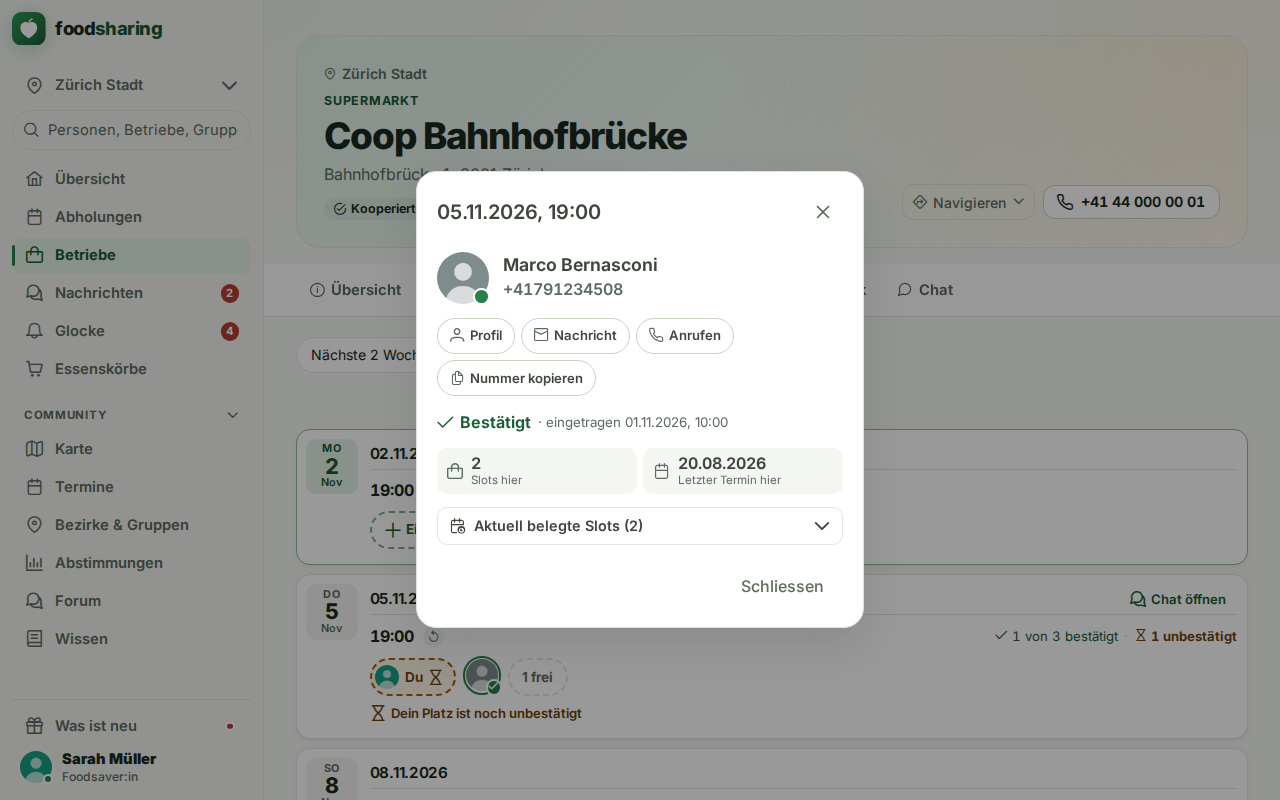 foodsharing
Zürich Stadt
Personen, Betriebe, Grupp
Übersicht
Abholungen
Betriebe
Nachrichten 2
Glocke 4
Essenskörbe
COMMUNITY
Karte
Termine
Bezirke & Gruppen
Abstimmungen
Forum
Wissen
Was ist neu
Sarah Müller
Foodsaver:in
Zürich Stadt
SUPERMARKT
Coop Bahnhofbrücke
Kooperiert
Navigieren
+41 44 000 00 01
Übersicht
Chat
Nächste 2 Woch
MO
2
Nov
02.11.2
19:00
DO
5
Nov
05.11.2
Chat öffnen
19:00
1 von 3 bestätigt · 1 unbestätigt
Du
1 frei
Dein Platz ist noch unbestätigt
SO
8
08.11.2026
05.11.2026, 19:00
Marco Bernasconi
+41791234508
Profil
Nachricht
Anrufen
Nummer kopieren
Bestätigt · eingetragen 01.11.2026, 10:00
2
Slots hier
20.08.2026
Letzter Termin hier
Aktuell belegte Slots (2)
Schliessen